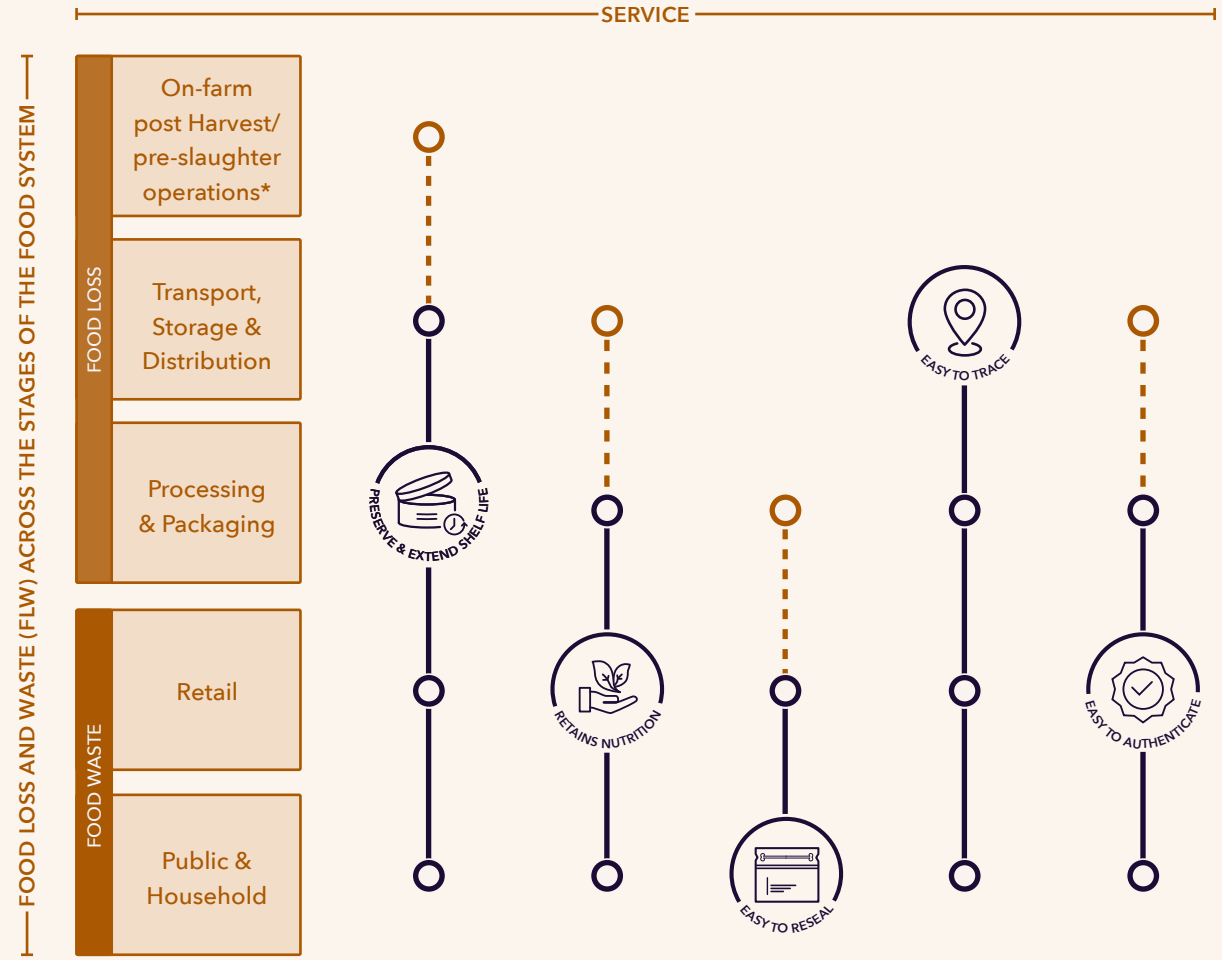 SERVICE
FOOD LOSS AND WASTE (FLW) ACROSS THE STAGES OF THE FOOD SYSTEM
FOOD LOSS
On-farm
post Harvest/
pre-slaughter
operations*
Transport,
Storage &
Distribution
EASY TO TRACE
Processing
& Packaging
PRESERVE & EXTEND SHELF LIFE
FOOD WASTE
Retail
RETAINS NUTRITION
EASY TO AUTHENTICATE
Public &
Household
EASY TO RESEAL